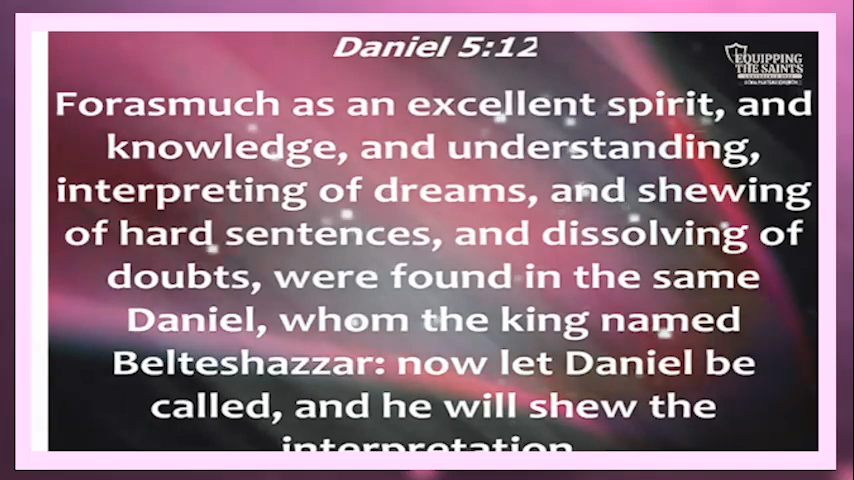 Daniel 5:12
EQUIPPING
THE SAINTS
Forasmuch as an excellent spirit, and
knowledge, and understanding,
interpreting of dreams, and shewing
of hard sentences, and dissolving of
doubts, were found in the same
Daniel, whom the king named
Belteshazzar: now let Daniel be
called, and he will shew the
interpretation